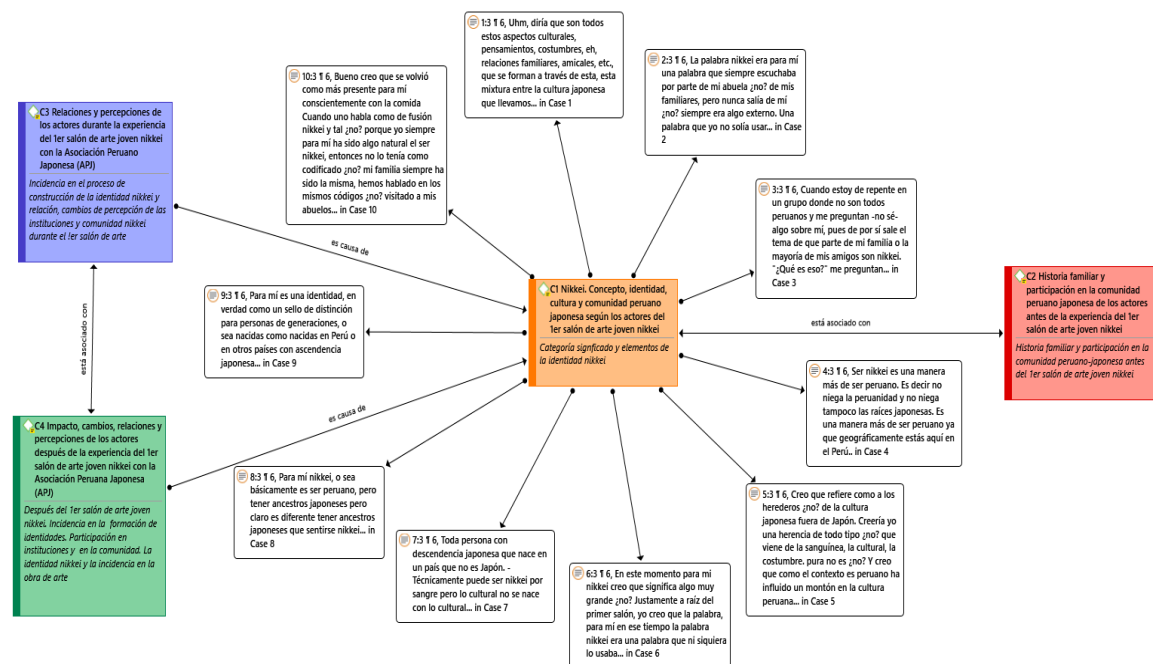 1:3 ¶ 6, Uhm, diría que son todos
estos aspectos culturales,
pensamientos, costumbres, eh,
relaciones familiares, amicales, etc.,
que se forman a través de esta, esta
mixtura entre la cultura japonesa
que llevamos... in Case 1
2:3 ¶ 6, La palabra nikkei era para mí
una palabra que siempre escuchaba
por parte de mi abuela ¿no? de mis
familiares, pero nunca salía de mí
¿no? siempre era algo externo. Una
palabra que yo no solía usar... in Case
2
10:3 ¶ 6, Bueno creo que se volvió
como más presente para mí
conscientemente con la comida
Cuando uno habla como de fusión
nikkei y tal ¿no? porque yo siempre
para mí ha sido algo natural el ser
nikkei, entonces no lo tenía como
codificado ¿no? mi familia siempre ha
sido la misma, hemos hablado en los
mismos códigos ¿no? visitado a mis
abuelos... in Case 10
C3 Relaciones y percepciones de
los actores durante la experiencia
del 1er salón de arte joven nikkei
con la Asociación Peruano
Japonesa (APJ)
Incidencia en el proceso de
construcción de la identidad nikkei y
relación, cambios de percepción de las
instituciones y comunidad nikkei
durante el !er salón de arte
3:3 ¶ 6, Cuando estoy de repente en
un grupo donde no son todos
peruanos y me preguntan -no sé-
algo sobre mí, pues de por sí sale el
tema de que parte de mi familia o la
mayoría de mis amigos son nikkei.
"¿Qué es eso?" me preguntan... in
Case 3
es causa de
9:3 ¶ 6, Para mí es una identidad, en
verdad como un sello de distinción
para personas de generaciones, o
sea nacidas como nacidas en Perú o
en otros países con ascendencia
japonesa... in Case 9
C1 Nikkei. Concepto, identidad,
cultura y comunidad peruano
japonesa según los actores del
1er salón de arte joven nikkei
Categoría signficado y elementos de
la identidad nikkei
está asociado con
C2 Historia familiar y
participación en la comunidad
peruano japonesa de los actores
antes de la experiencia del 1er
salón de arte joven nikkei
Historia familiar y participación en la
comunidad peruano-japonesa antes
del 1er salón de arte joven nikkei
está asociado con
4:3 ¶ 6, Ser nikkei es una manera
más de ser peruano. Es decir no
niega la peruanidad y no niega
tampoco las raíces japonesas. Es
una manera más de ser peruano ya
que geográficamente estás aquí en
el Perú.. in Case 4
es causa de
C4 Impacto, cambios, relaciones y
percepciones de los actores
después de la experiencia del 1er
salón de arte joven nikkei con la
Asociación Peruana Japonesa
(APJ)
Después del 1er salón de arte joven
nikkei. Incidencia en la formación de
identidades. Participación en
instituciones y en la comunidad. La
identidad nikkei y la incidencia en la
obra de arte
8:3 ¶ 6, Para mí nikkei, o sea
básicamente es ser peruano, pero
tener ancestros japoneses pero
claro es diferente tener ancestros
japoneses que sentirse nikkei... in
Case 8
7:3 ¶ 6, Toda persona con
descendencia japonesa que nace en
un país que no es Japón. -
Técnicamente puede ser nikkei por
sangre pero lo cultural no se nace
con lo cultural... in Case 7
6:3 ¶ 6, En este momento para mí
nikkei creo que significa algo muy
grande ¿no? Justamente a raíz del
primer salón, yo creo que la palabra,
para mí en ese tiempo la palabra
nikkei era una palabra que ni siquiera
lo usaba... in Case 6
5:3 ¶ 6, Creo que refiere como a los
herederos ¿no? de la cultura
japonesa fuera de Japón. Creería yo
una herencia de todo tipo ¿no? que
viene de la sanguínea, la cultural, la
costumbre. pura no es ¿no? Y creo
que como el contexto es peruano ha
influido un montón en la cultura
peruana... in Case 5